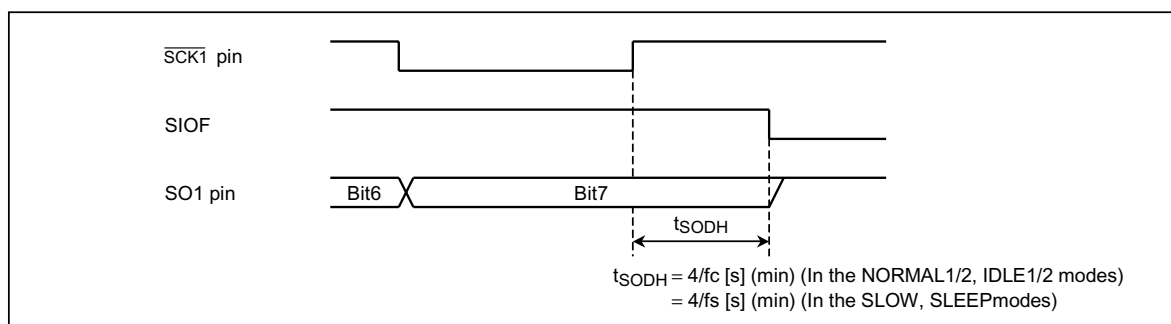 SCK1 pin
SIOF
SO1 pin
Bit6
Bit7
tSODH
tSODH = 4/fc [s] (min) (In the NORMAL1/2, IDLE1/2 modes)
= 4/fs [s] (min) (In the SLOW, SLEEPmodes)